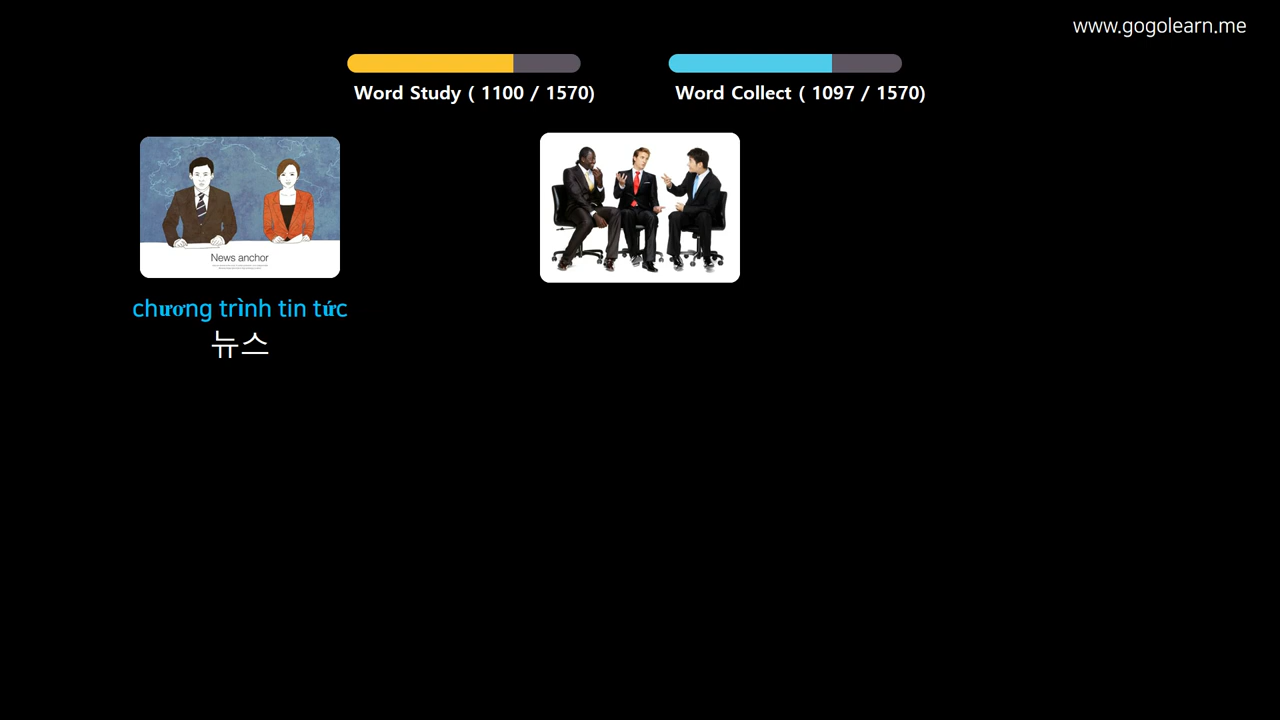 www.gogolearn.me
Word Study ( 1100 / 1570)
Word Collect ( 1097 / 1570)
News anchor
chương trình tin tức
뉴스